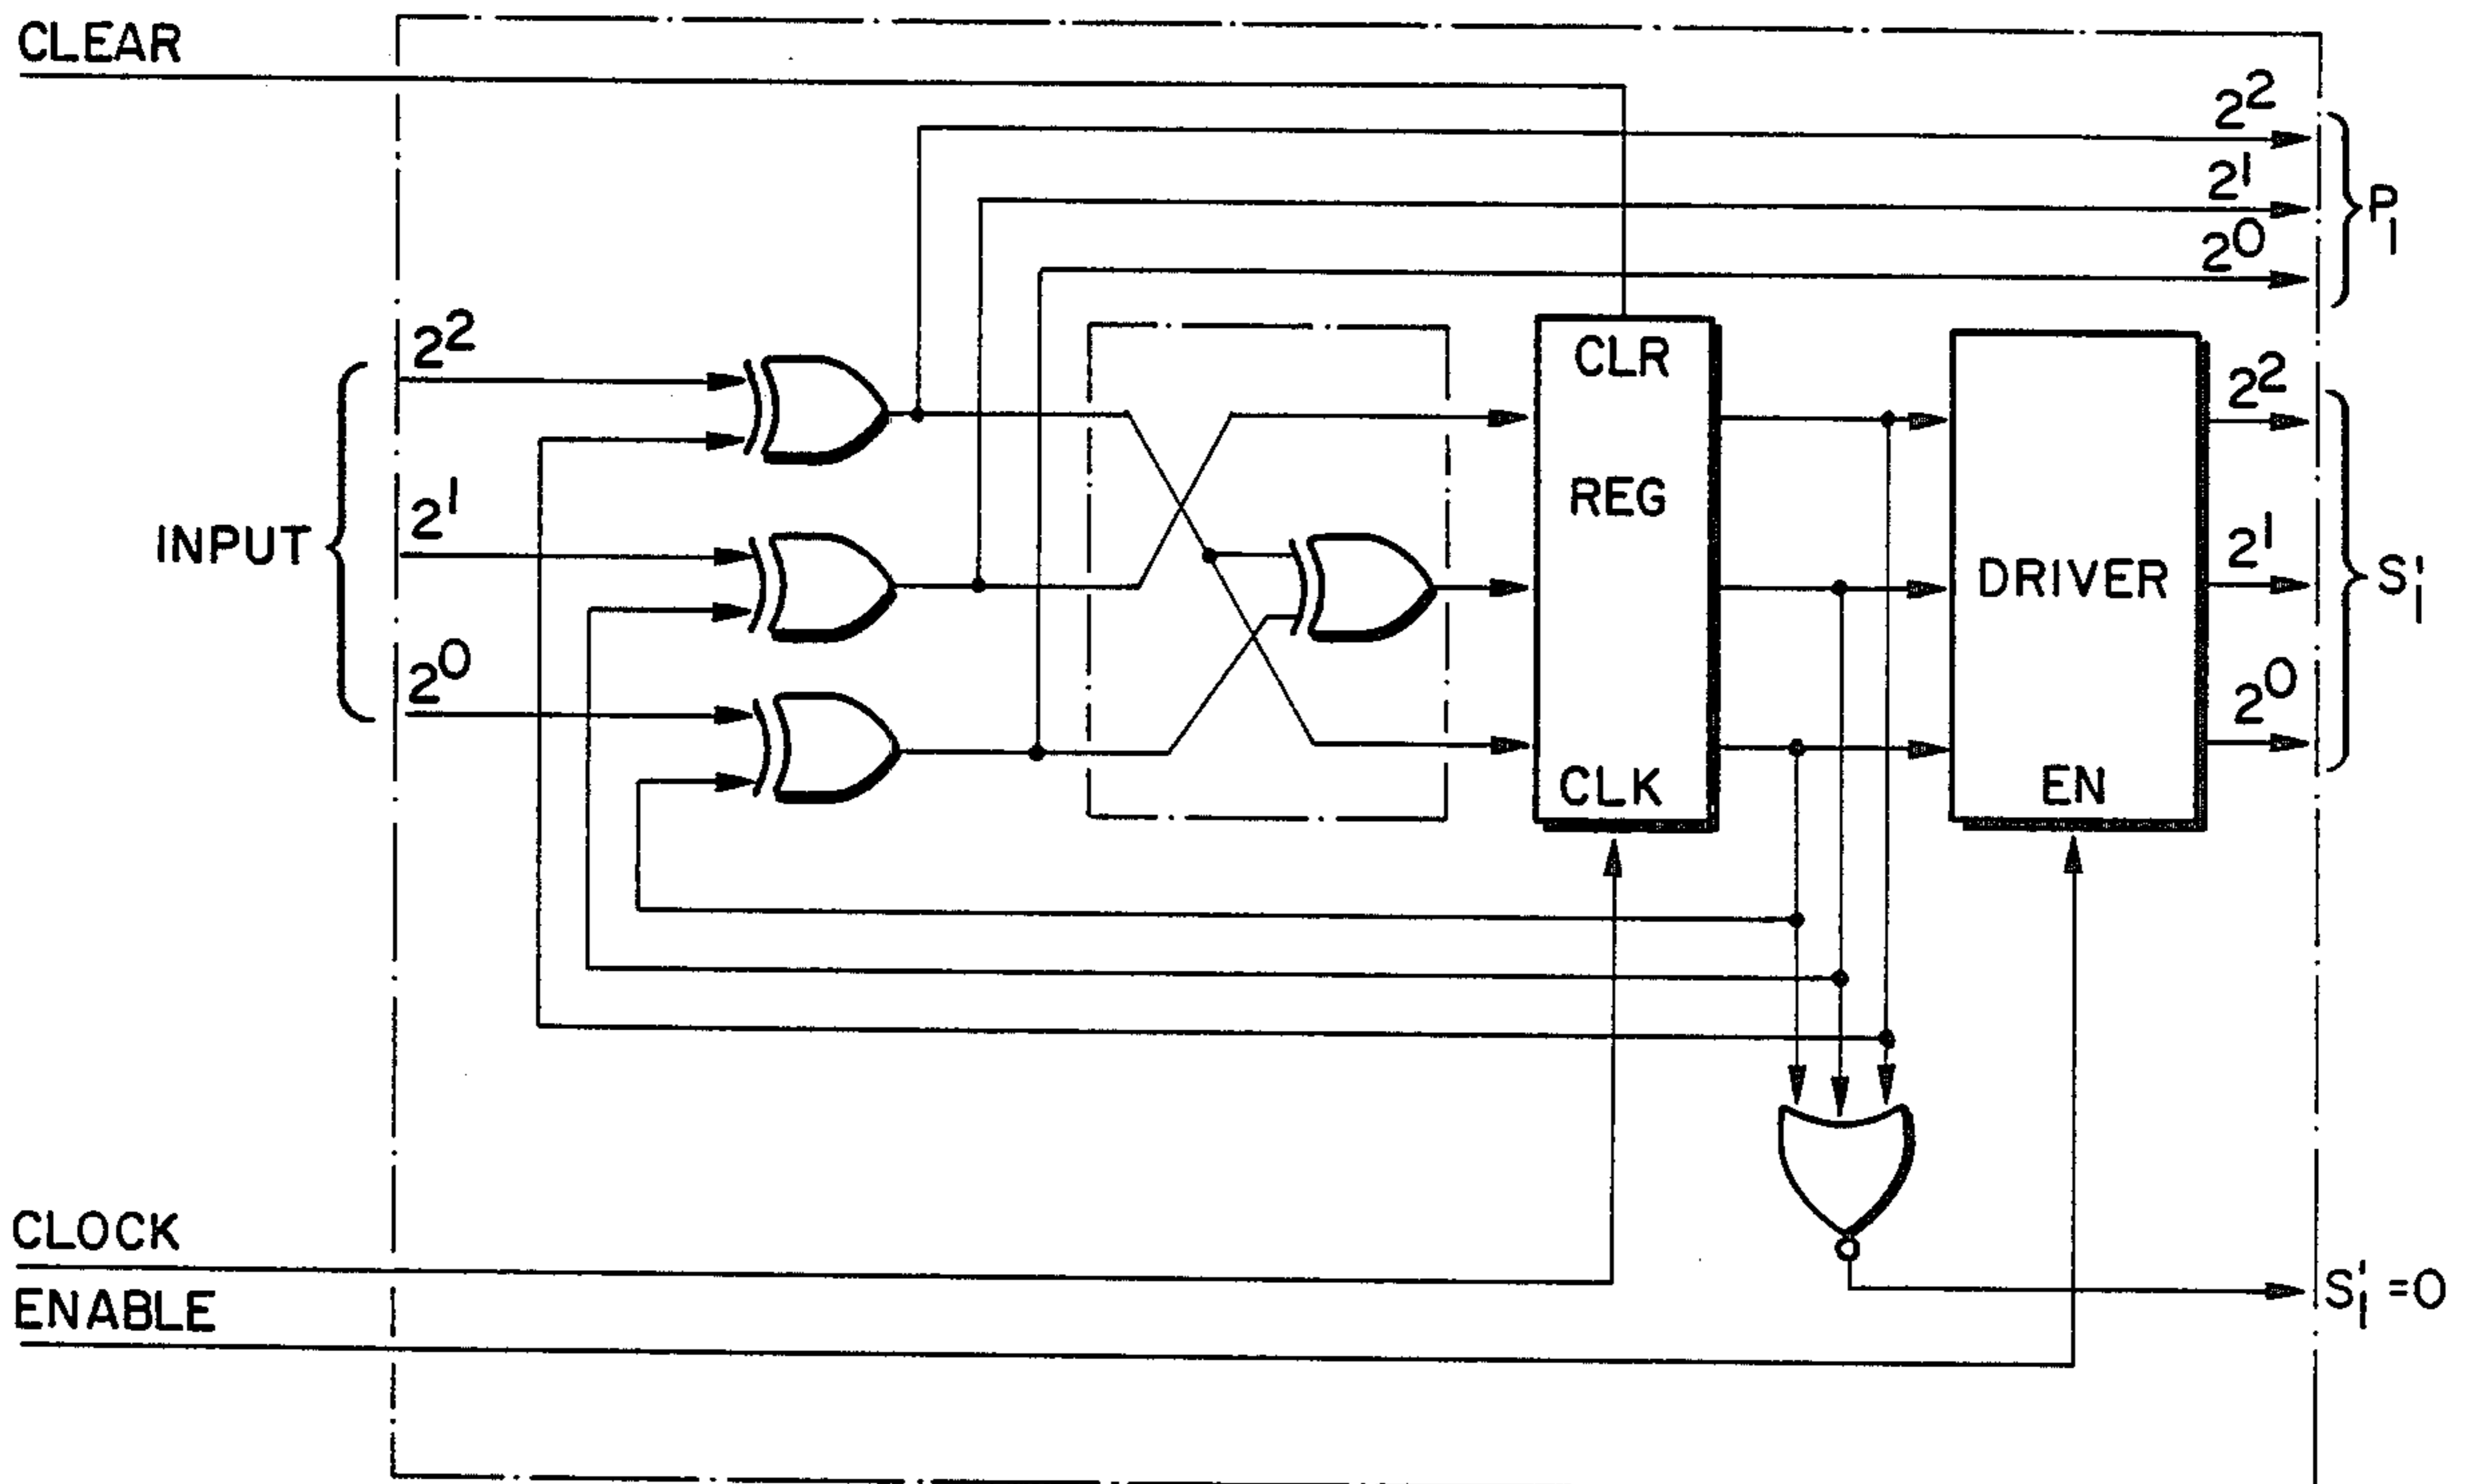 CLEAR
2²
2¹
P₁
2⁰
2²
CLR
2²
REG
INPUT
2¹
2¹
DRIVER
S'₁
2⁰
2⁰
CLK
EN
CLOCK
ENABLE
S'₁=0